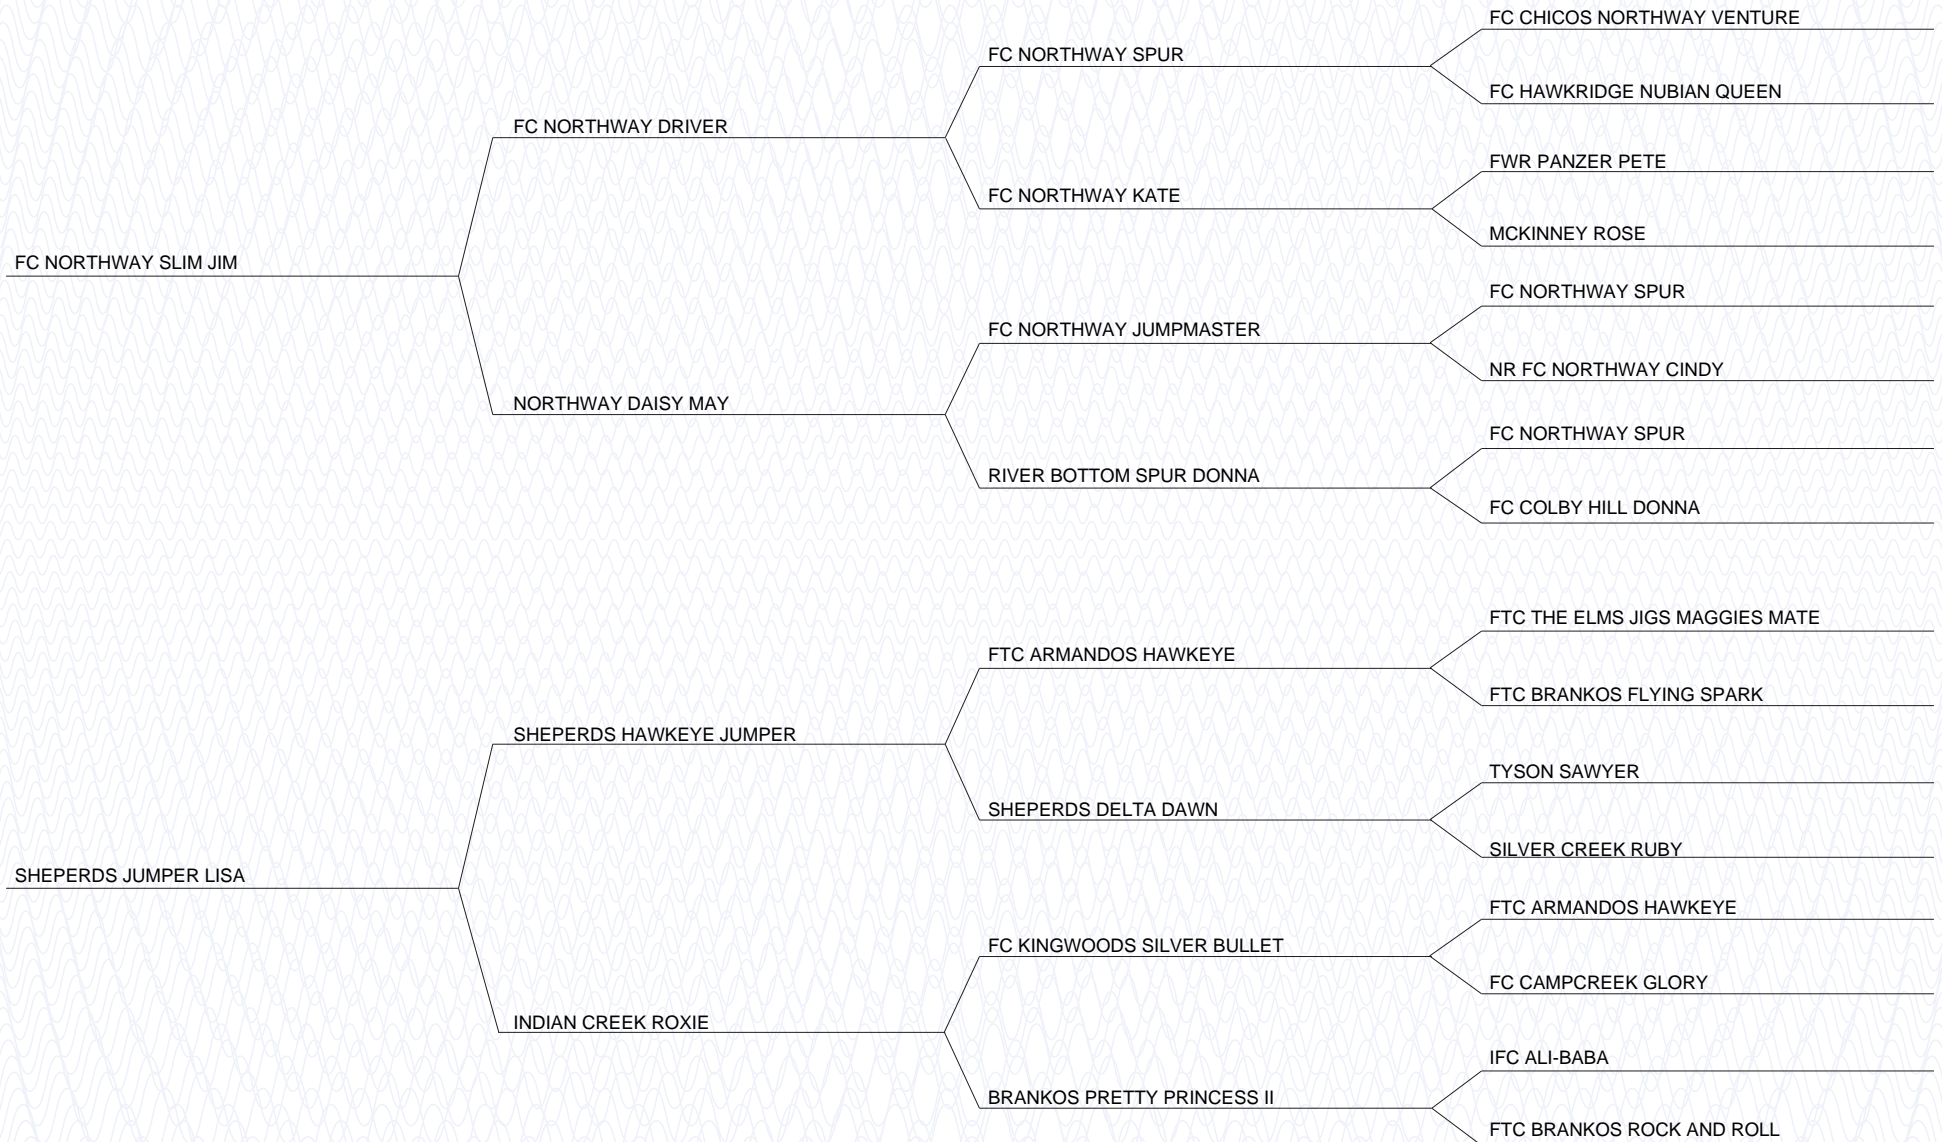 FC CHICOS NORTHWAY VENTURE
FC NORTHWAY SPUR
FC HAWKRIDGE NUBIAN QUEEN
FC NORTHWAY DRIVER
FWR PANZER PETE
FC NORTHWAY KATE
MCKINNEY ROSE
FC NORTHWAY SLIM JIM
FC NORTHWAY SPUR
FC NORTHWAY JUMPMASTER
NR FC NORTHWAY CINDY
NORTHWAY DAISY MAY
FC NORTHWAY SPUR
RIVER BOTTOM SPUR DONNA
FC COLBY HILL DONNA
FTC THE ELMS JIGS MAGGIES MATE
FTC ARMANDOS HAWKEYE
FTC BRANKOS FLYING SPARK
SHEPERDS HAWKEYE JUMPER
TYSON SAWYER
SHEPERDS DELTA DAWN
SILVER CREEK RUBY
SHEPERDS JUMPER LISA
FTC ARMANDOS HAWKEYE
FC KINGWOODS SILVER BULLET
FC CAMPCREEK GLORY
INDIAN CREEK ROXIE
IFC ALI-BABA
BRANKOS PRETTY PRINCESS II
FTC BRANKOS ROCK AND ROLL